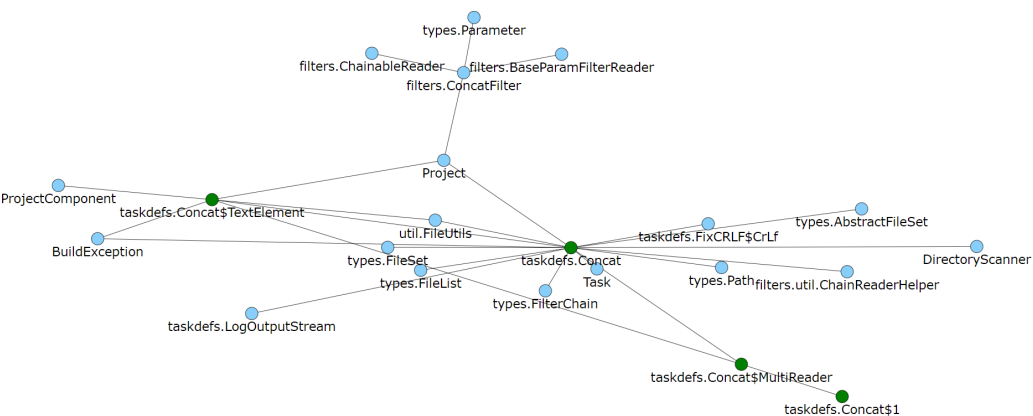 types.Parameter
filters.ChainableReader
filters.BaseParamFilterReader
filters.ConcatFilter
Project
ProjectComponent
taskdefs.Concat$TextElement
types.AbstractFileSet
util.FileUtils
taskdefs.FixCRLF$CrLf
BuildException
types.FileSet
taskdefs.Concat
DirectoryScanner
types.FileList
Task
types.Path
filters.util.ChainReaderHelper
types.FilterChain
taskdefs.LogOutputStream
taskdefs.Concat$MultiReader
taskdefs.Concat$1